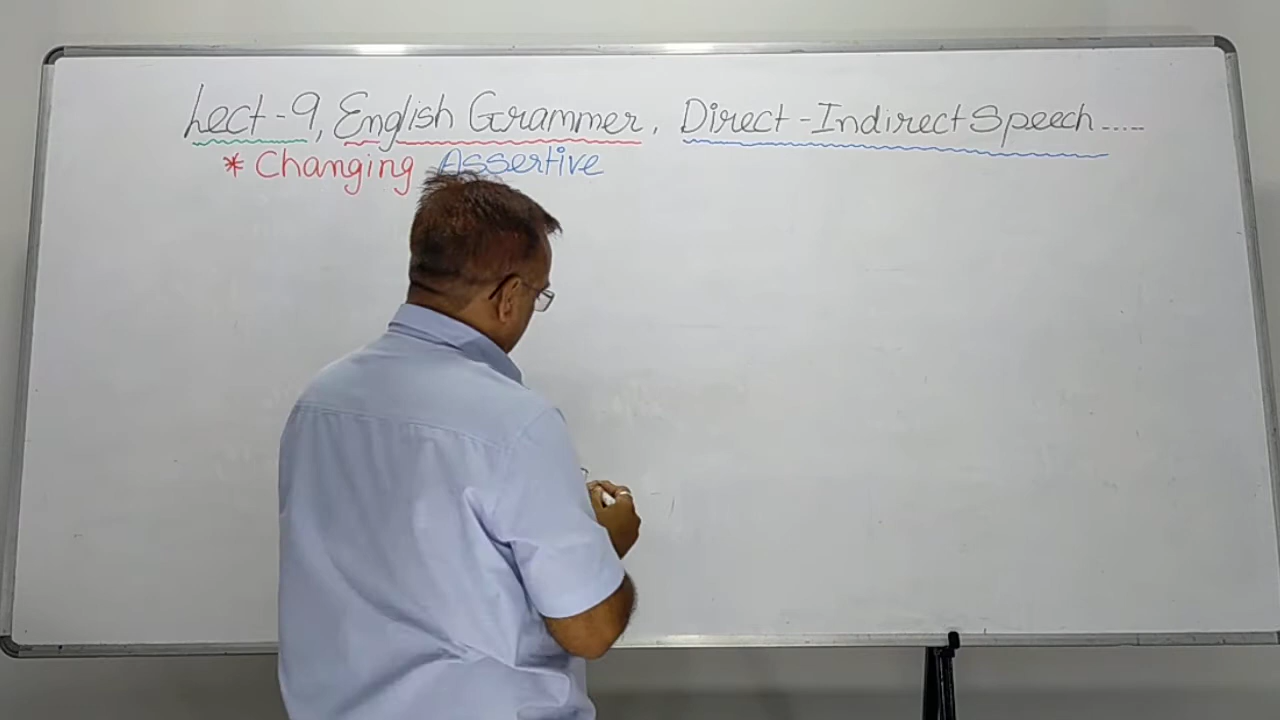 Lect-9, English Grammer, Direct-Indirect Speech.....
* Changing Assertive